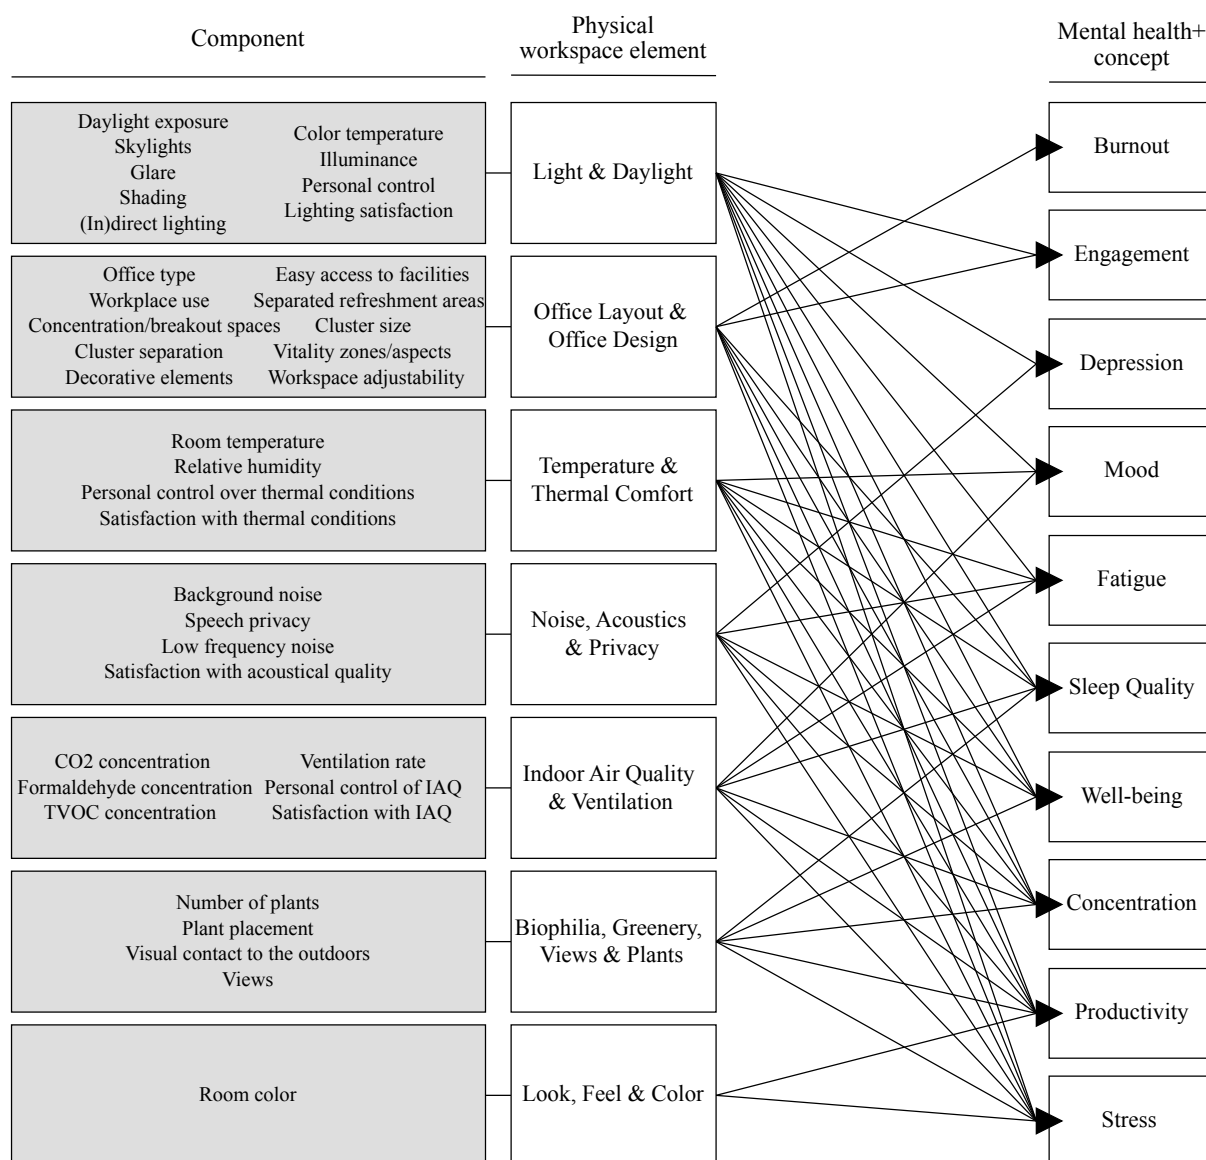 Component
Physical
workspace element
Mental health+
concept
Daylight exposure
Skylights
Glare
Shading
(In)direct lighting
Color temperature
Illuminance
Personal control
Lighting satisfaction
Light & Daylight
Office type
Workplace use
Concentration/breakout spaces
Cluster separation
Decorative elements
Easy access to facilities
Separated refreshment areas
Cluster size
Vitality zones/aspects
Workspace adjustability
Office Layout &
Office Design
Room temperature
Relative humidity
Personal control over thermal conditions
Satisfaction with thermal conditions
Temperature &
Thermal Comfort
Background noise
Speech privacy
Low frequency noise
Satisfaction with acoustical quality
Noise, Acoustics
& Privacy
CO2 concentration
Formaldehyde concentration
TVOC concentration
Ventilation rate
Personal control of IAQ
Satisfaction with IAQ
Indoor Air Quality
& Ventilation
Number of plants
Plant placement
Visual contact to the outdoors
Views
Biophilia, Greenery,
Views & Plants
Room color
Look, Feel & Color
Burnout
Engagement
Depression
Mood
Fatigue
Sleep Quality
Well-being
Concentration
Productivity
Stress